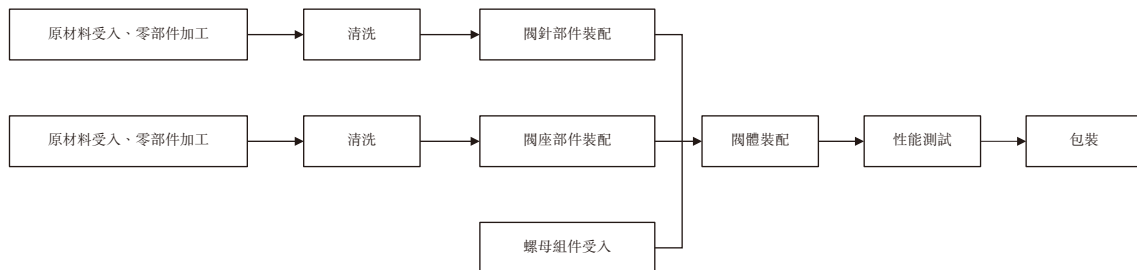 原材料受入、零部件加工
清洗
閥針部件裝配
原材料受入、零部件加工
清洗
閥座部件裝配
閥體裝配
性能測試
包裝
螺母組件受入